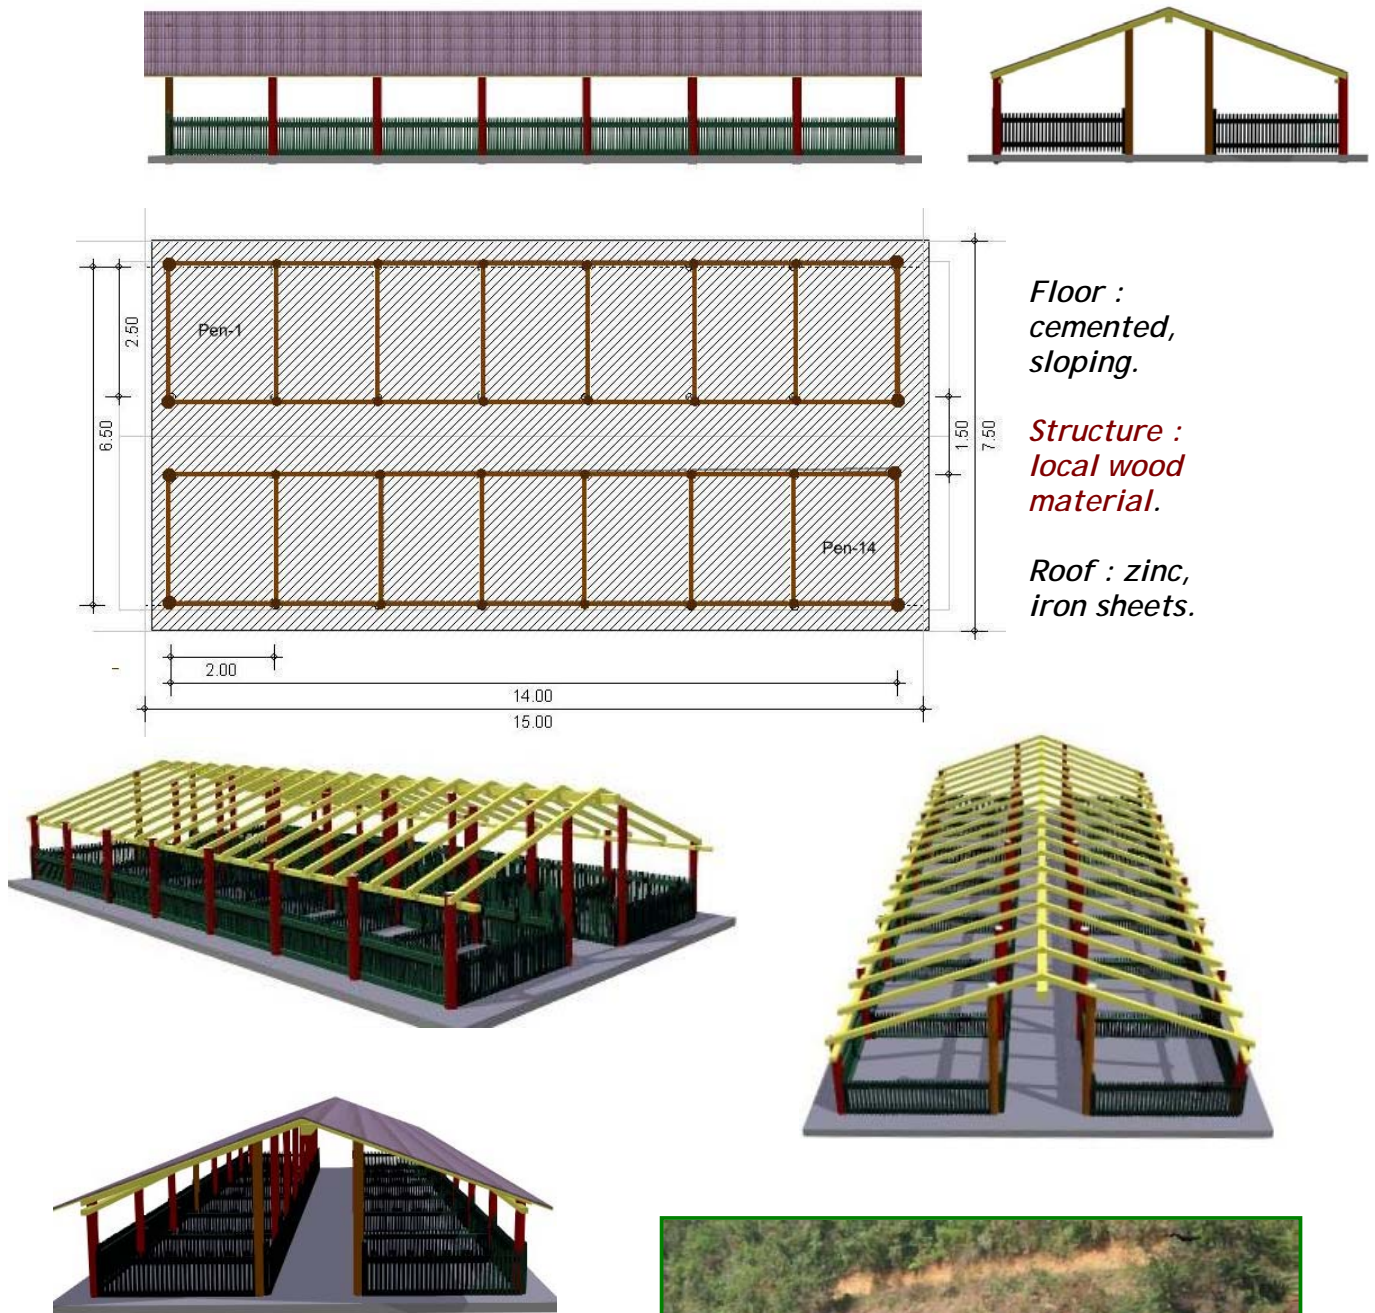 Floor :
cemented,
sloping.
Structure :
local wood
material.
Roof : zinc,
iron sheets.
Pen-1
Pen-14
2.50
6.50
1.50
7.50
2.00
14.00
15.00